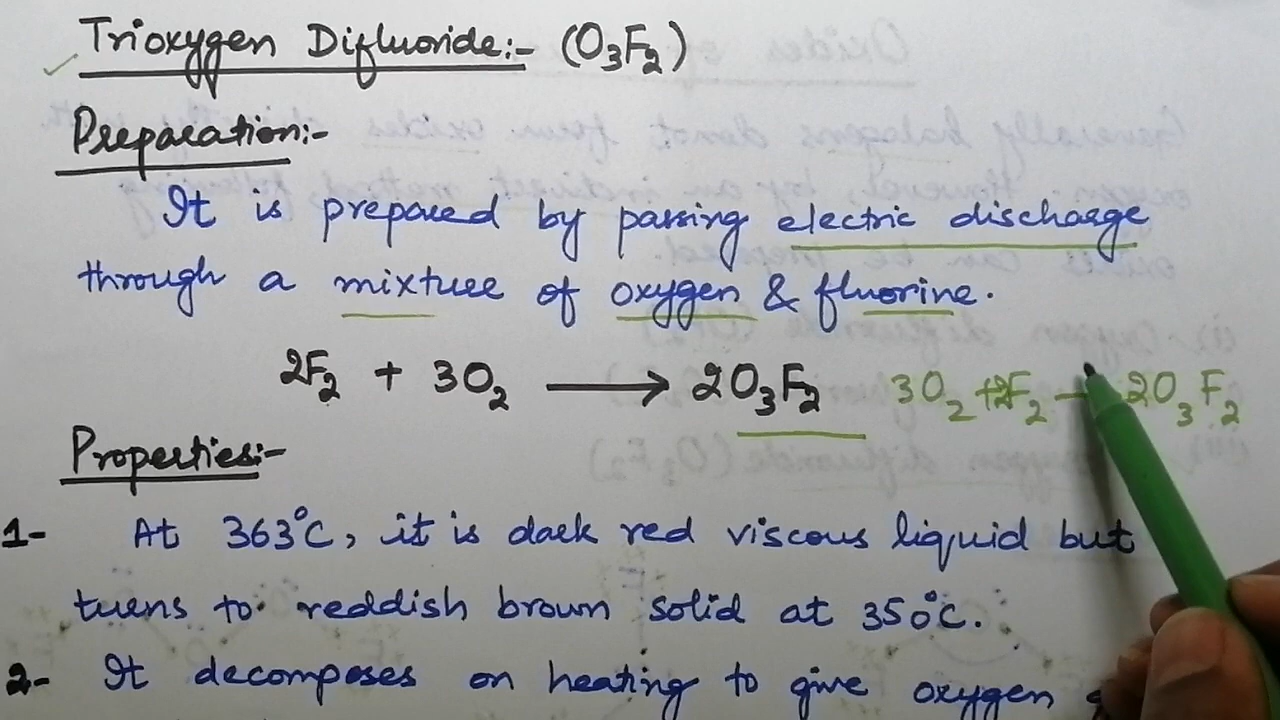 Trioxygen Difluoride:- (O₃F₂)
Preparation:-
It is prepared by passing electric discharge
through a mixture of oxygen & fluorine.
2F₂ + 3O₂ ⟶ 2O₃F₂ 3O₂ + 2F₂ — 2O₃F₂
Properties:-
1- At 363°C, it is dark red viscous liquid but
turns to reddish brown solid at 350°C.
2- It decomposes on heating to give oxygen